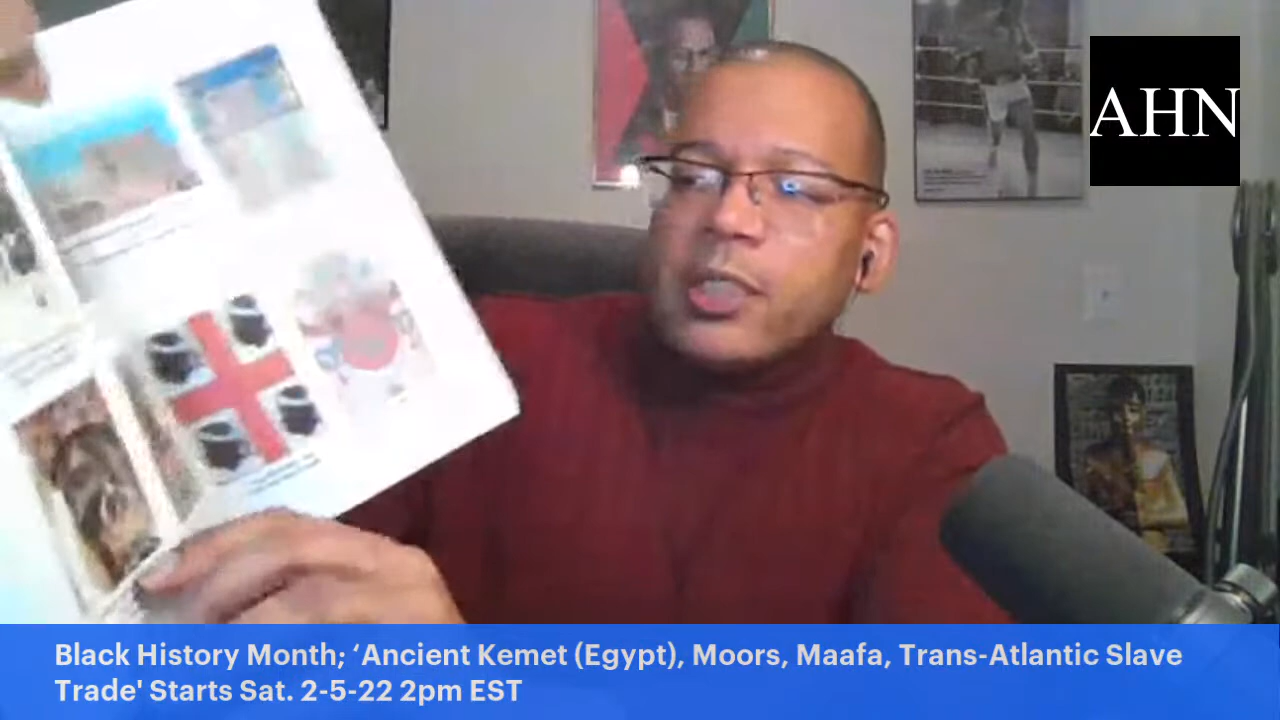 AHN
Black History Month; ‘Ancient Kemet (Egypt), Moors, Maafa, Trans-Atlantic Slave
Trade' Starts Sat. 2-5-22 2pm EST